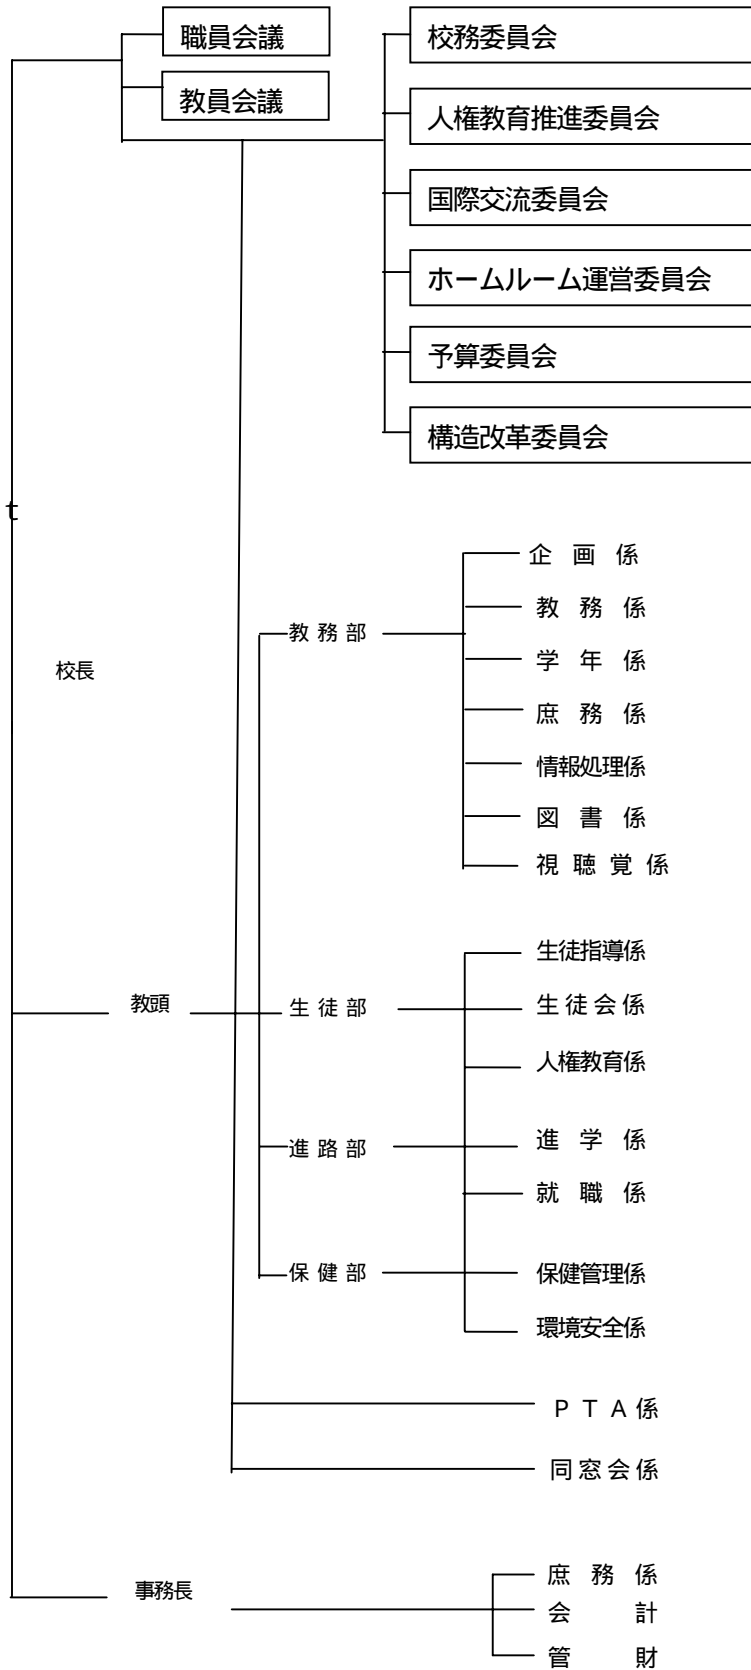 職員会議
校務委員会
教員会議
人権教育推進委員会
国際交流委員会
ホームルーム運営委員会
予算委員会
構造改革委員会
t
企画係
教務係
教務部
学年係
校長
庶務係
情報処理係
図書係
視聴覚係
生徒指導係
教頭
生徒部
生徒会係
人権教育係
進路部
進学係
就職係
保健部
保健管理係
環境安全係
PTA係
同窓会係
事務長
庶務係
会計
管財